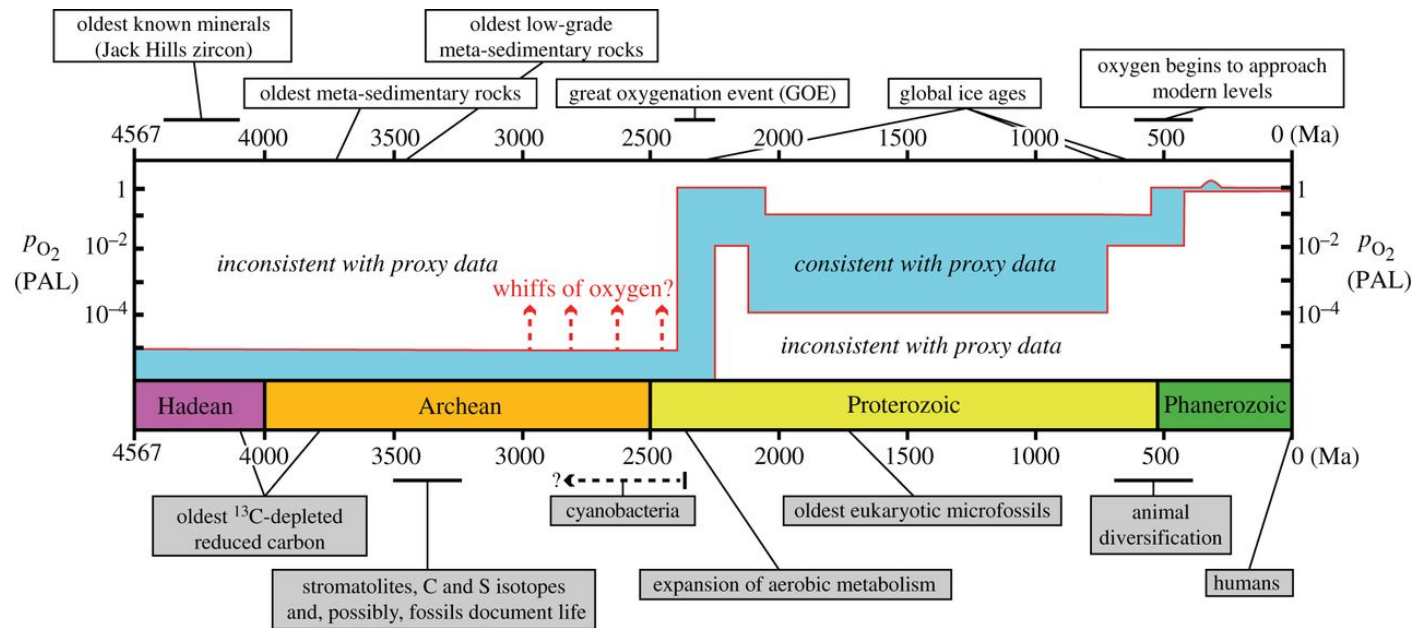 oldest known minerals
(Jack Hills zircon)
oldest low-grade
meta-sedimentary rocks
oldest meta-sedimentary rocks
great oxygenation event (GOE)
global ice ages
oxygen begins to approach
modern levels
4567 4000 3500 3000 2500 2000 1500 1000 500 0 (Ma)
1
10⁻²
10⁻⁴
pO₂
(PAL)
inconsistent with proxy data
whiffs of oxygen?
consistent with proxy data
inconsistent with proxy data
1
10⁻²
10⁻⁴
pO₂
(PAL)
Hadean Archean Proterozoic Phanerozoic
4567 4000 3500 3000 2500 2000 1500 1000 500 0 (Ma)
oldest ¹³C-depleted
reduced carbon
stromatolites, C and S isotopes
and, possibly, fossils document life
?
cyanobacteria
expansion of aerobic metabolism
oldest eukaryotic microfossils
animal
diversification
humans